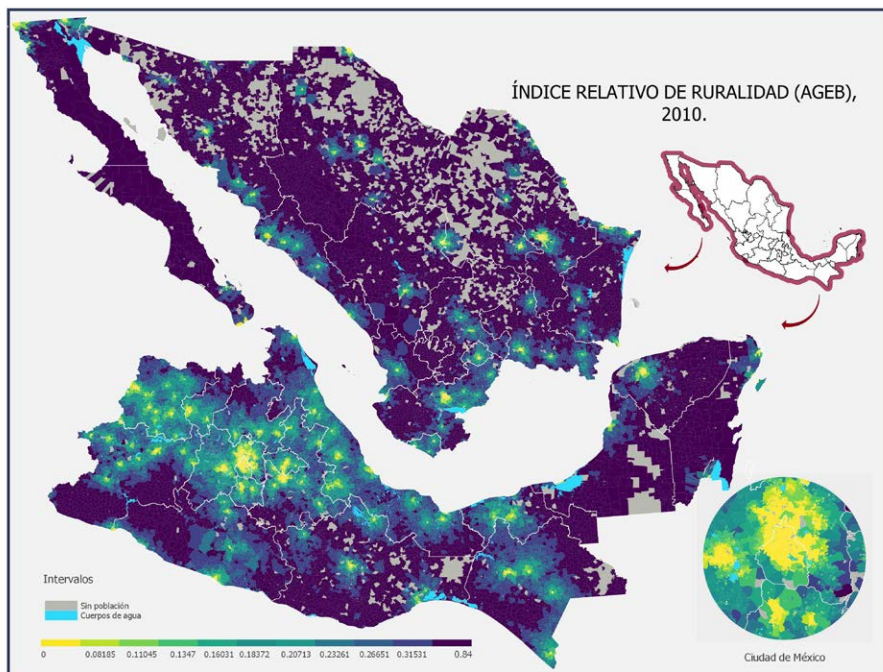 ÍNDICE RELATIVO DE RURALIDAD (AGEB),
2010.
Intervalos
Sin población
Cuerpos de agua
0 0.08185 0.11045 0.1347 0.16031 0.18372 0.20713 0.23261 0.26651 0.31531 0.84
Ciudad de México